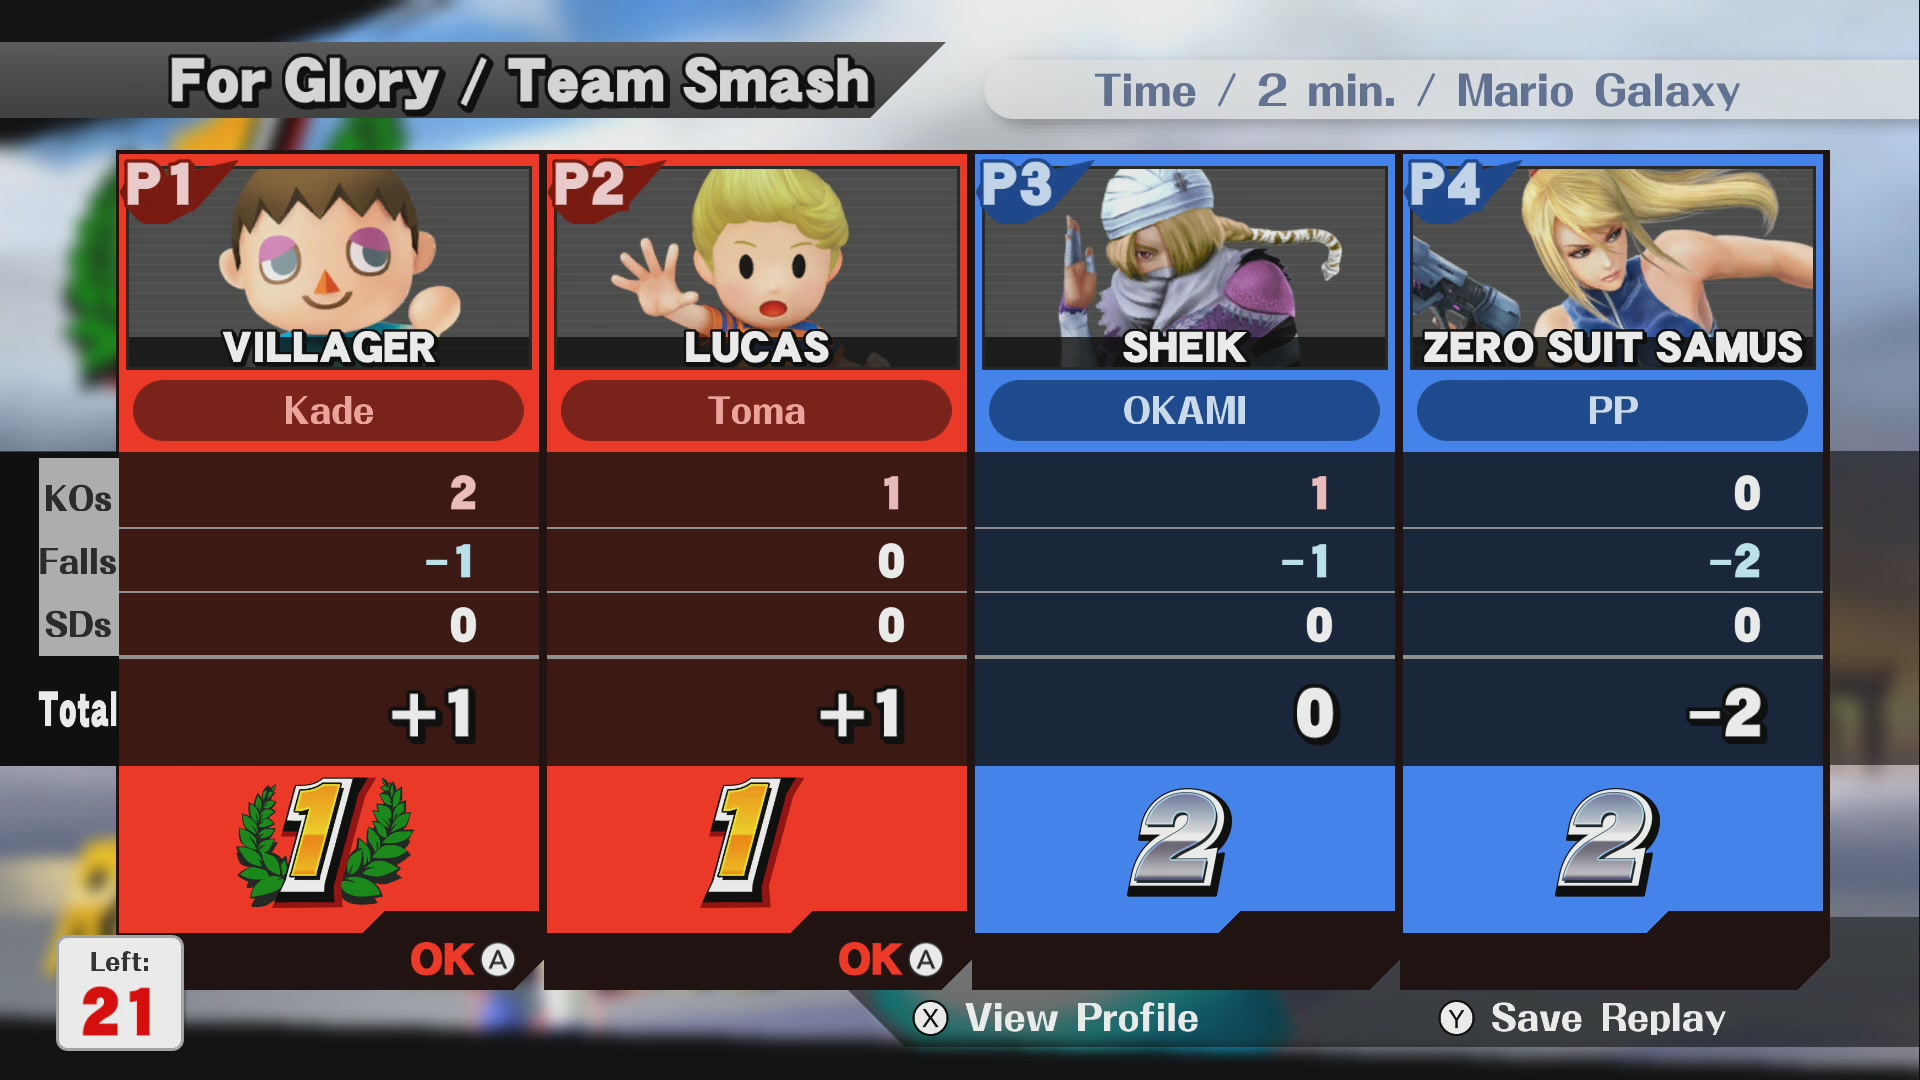 For Glory / Team Smash
Time / 2 min. / Mario Galaxy
P1 P2 P3 P4
VILLAGER LUCAS SHEIK ZERO SUIT SAMUS
Kade Toma OKAMI PP
KOs 2 1 1 0
Falls -1 0 -1 -2
SDs 0 0 0 0
Total +1 +1 0 -2
1 1 2 2
OK A OK A
Left:
21
X View Profile Y Save Replay